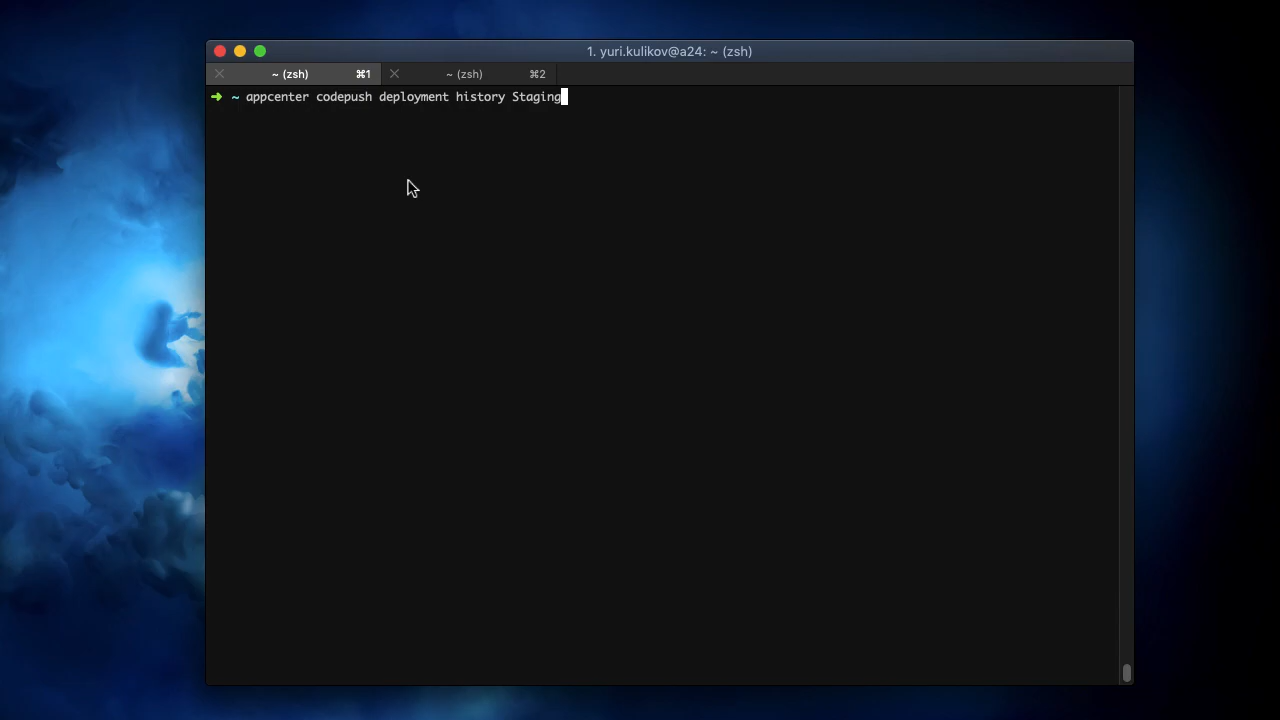 1. yuri.kulikov@a24: ~ (zsh)
~ (zsh) ⌘1 ~ (zsh) ⌘2
➜ ~ appcenter codepush deployment history Staging